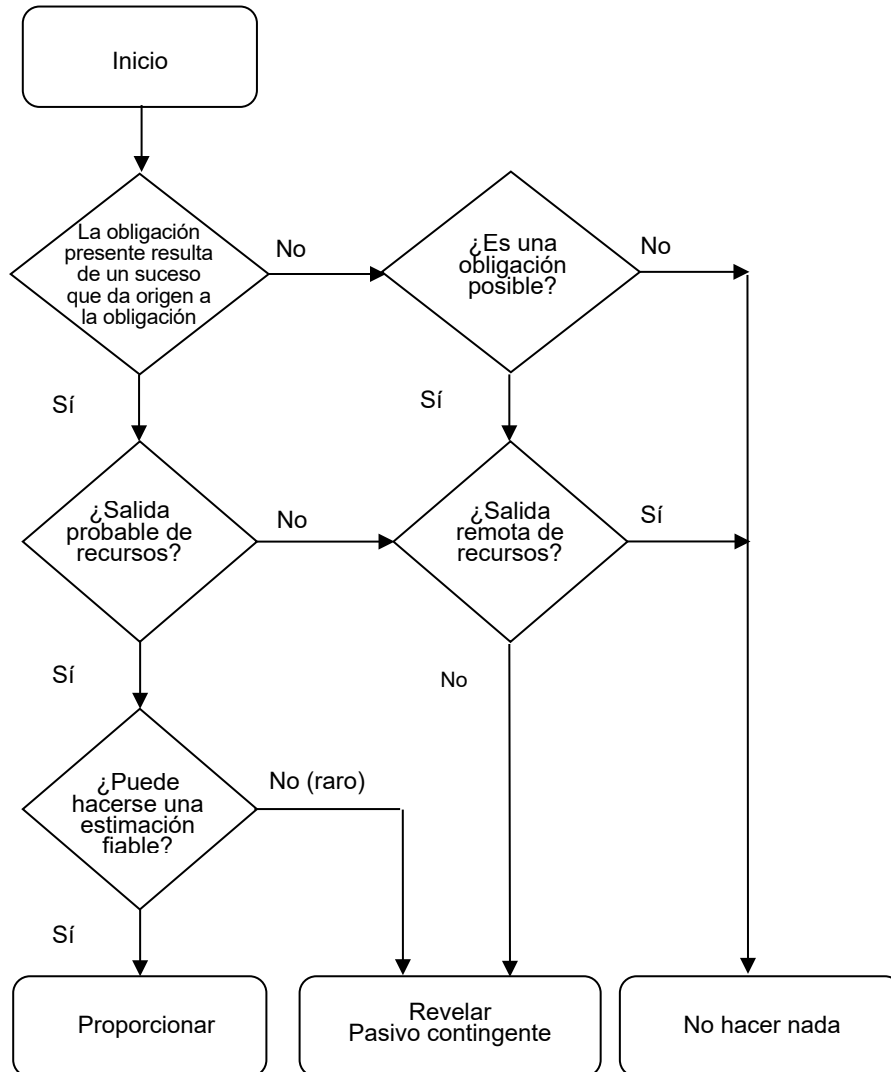 Inicio
La obligación
presente resulta
de un suceso
que da origen a
la obligación
No
¿Es una
obligación
posible?
No
Sí
Sí
¿Salida
probable de
recursos?
No
¿Salida
remota de
recursos?
Sí
Sí
No
¿Puede
hacerse una
estimación
fiable?
No (raro)
Sí
Proporcionar
Revelar
Pasivo contingente
No hacer nada